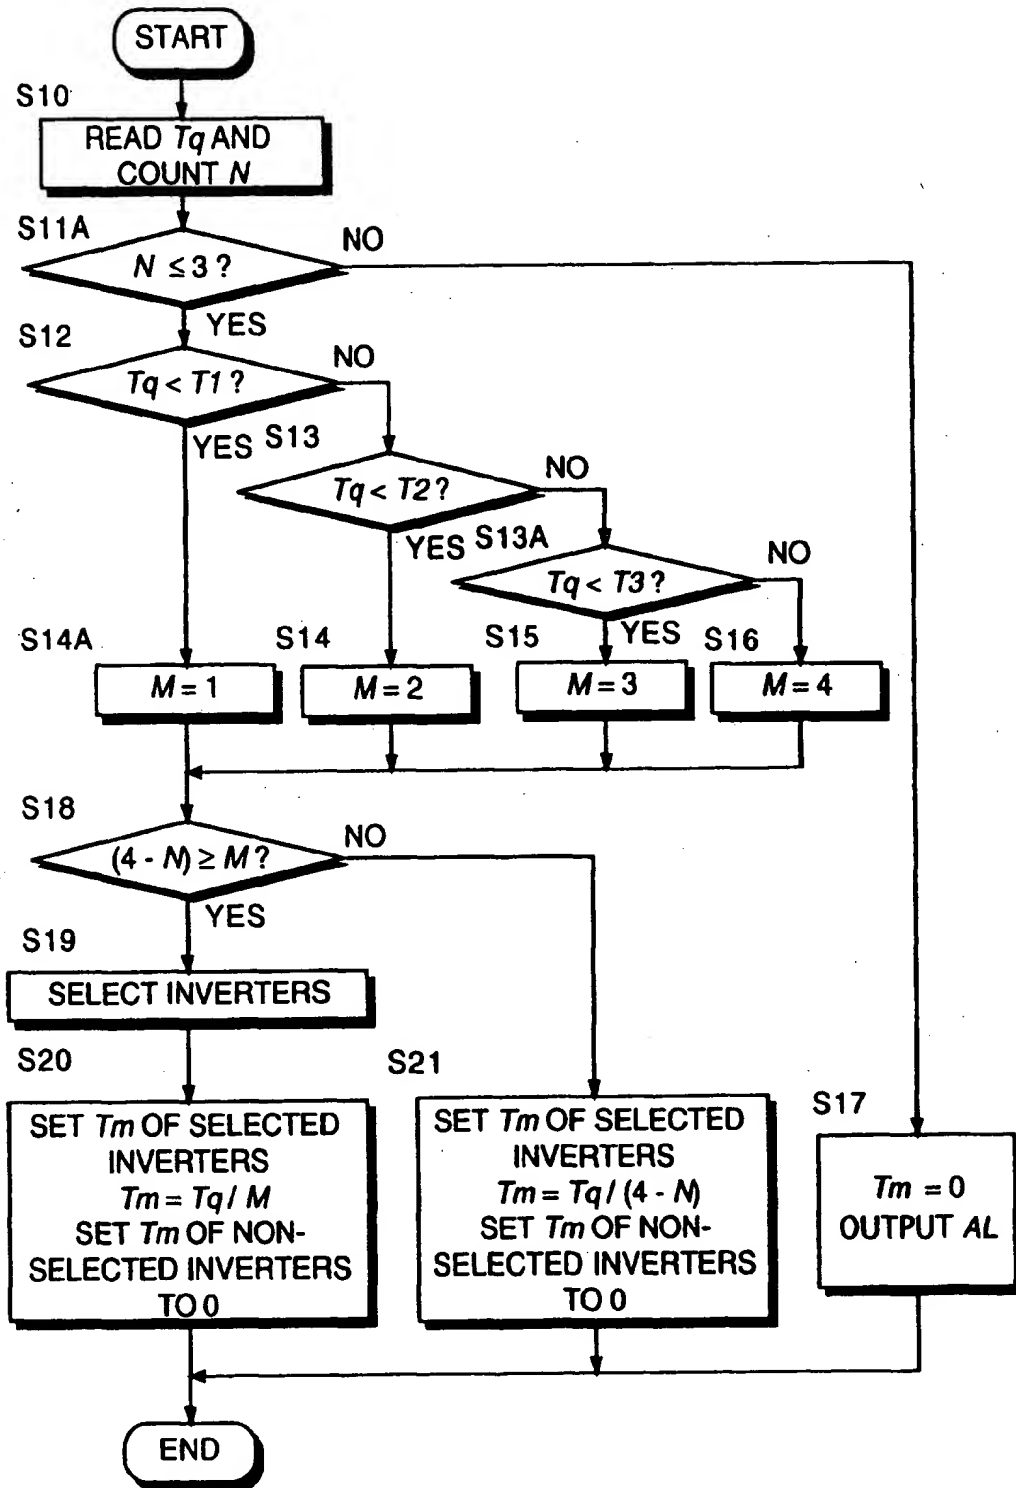 START
S10
READ Tq AND
COUNT N
S11A
N ≤ 3 ?
NO
YES
S12
Tq < T1 ?
NO
YES
S13
Tq < T2 ?
NO
YES
S13A
Tq < T3 ?
NO
YES
S14A
M = 1
S14
M = 2
S15
M = 3
S16
M = 4
S18
(4 - N) ≥ M ?
NO
YES
S19
SELECT INVERTERS
S20
SET Tm OF SELECTED
INVERTERS
Tm = Tq / M
SET Tm OF NON-
SELECTED INVERTERS
TO 0
S21
SET Tm OF SELECTED
INVERTERS
Tm = Tq / (4 - N)
SET Tm OF NON-
SELECTED INVERTERS
TO 0
S17
Tm = 0
OUTPUT AL
END